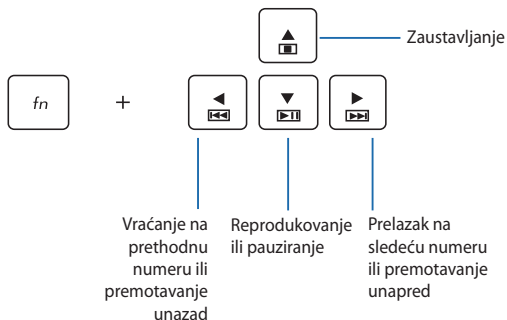 Zaustavljanje
fn +
Vraćanje na
prethodnu
numeru ili
premotavanje
unazad
Reprodukovanje
ili pauziranje
Prelazak na
sledeću numeru
ili premotavanje
unapred